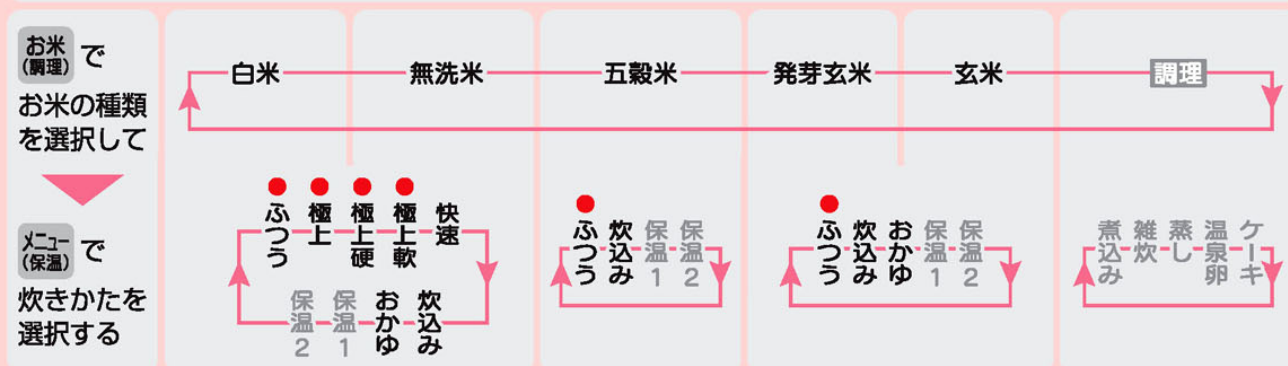 お米
(調理)
で
お米の種類
を選択して
白米
無洗米
五穀米
発芽玄米
玄米
調理
メニュー
(保温)
で
炊きかたを
選択する
ふつう
極上
極上硬
極上軟
快速
炊込み
おかゆ
保温1
保温2
ふつう
炊込み
保温1
保温2
ふつう
炊込み
おかゆ
保温1
保温2
煮込み
雑炊
蒸し
温泉卵
ケーキ